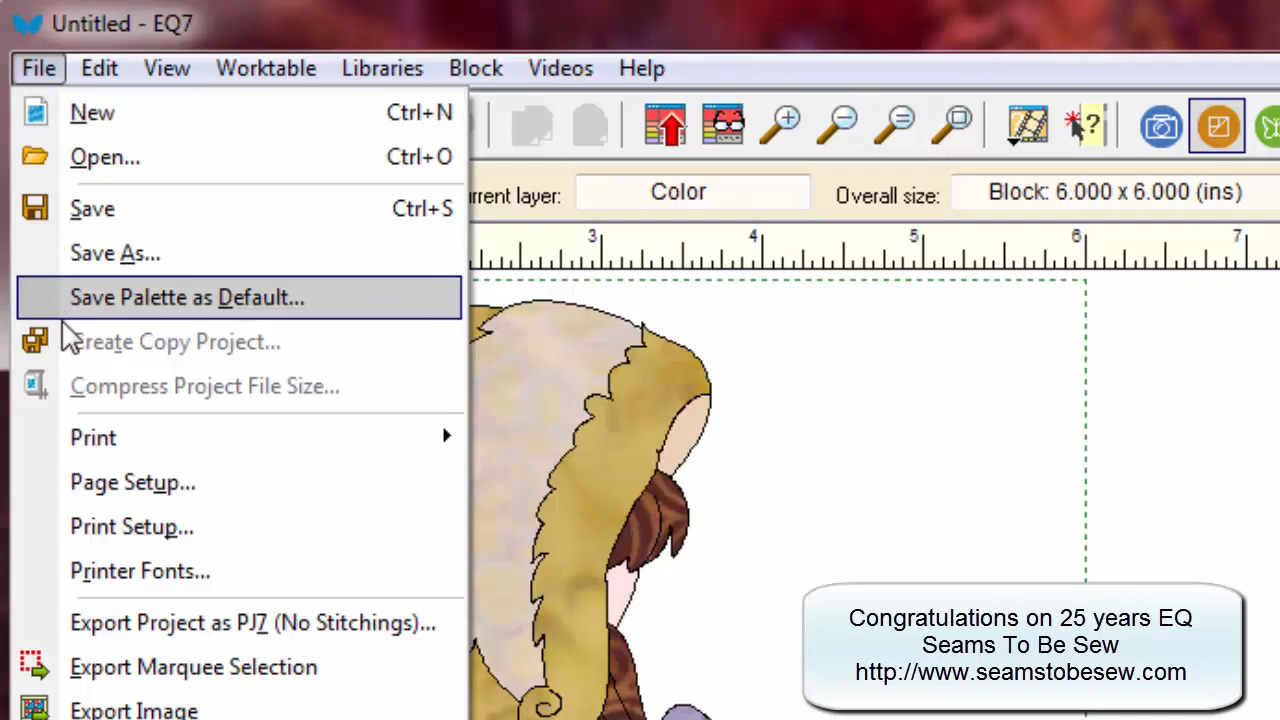 Untitled - EQ7
File Edit View Worktable Libraries Block Videos Help
New Ctrl+N
Open... Ctrl+O
Save Ctrl+S
Save As...
Save Palette as Default...
Create Copy Project...
Compress Project File Size...
Print
Page Setup...
Print Setup...
Printer Fonts...
Export Project as PJ7 (No Stitchings)...
Export Marquee Selection
Export Image
rrent layer: Color Overall size: Block: 6.000 x 6.000 (ins)
3 4 5 6 7
Congratulations on 25 years EQ
Seams To Be Sew
http://www.seamstobesew.com